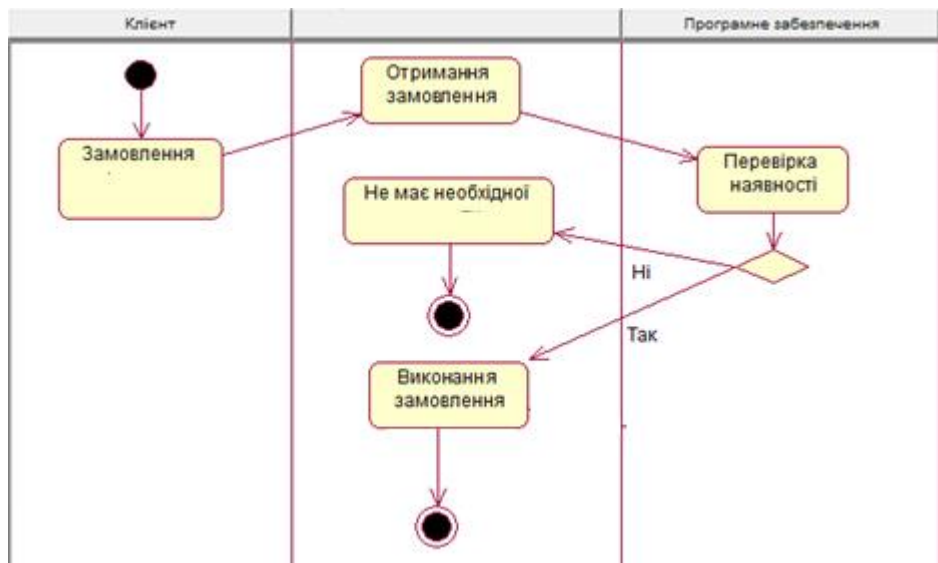 Клієнт
Програмне забезпечення
Отримання
замовлення
Замовлення
Перевірка
наявності
Не має необхідної
Ні
Так
Виконання
замовлення